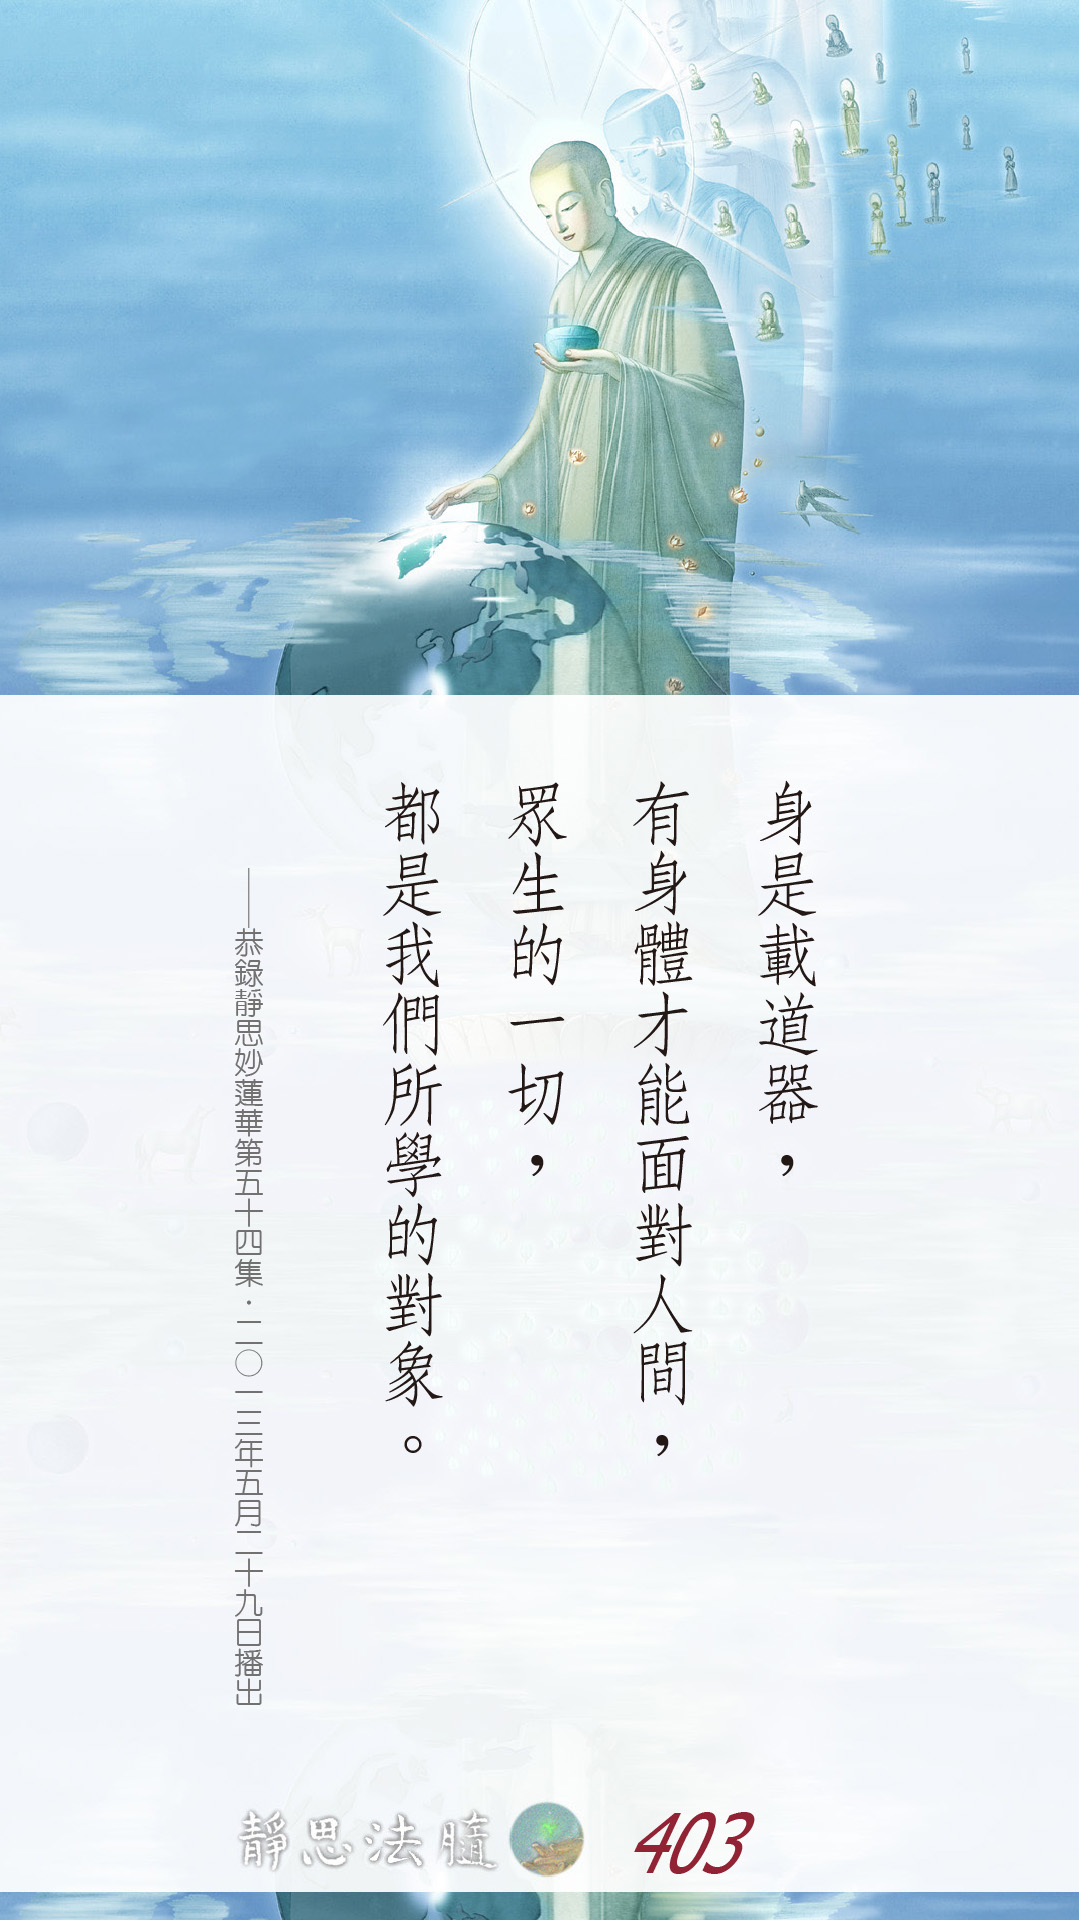 身是載道器，
有身體才能面對人間，
眾生的一切，
都是我們所學的對象。
——恭錄靜思妙蓮華第五十四集．二〇一三年五月二十九日播出
靜思法髓
403